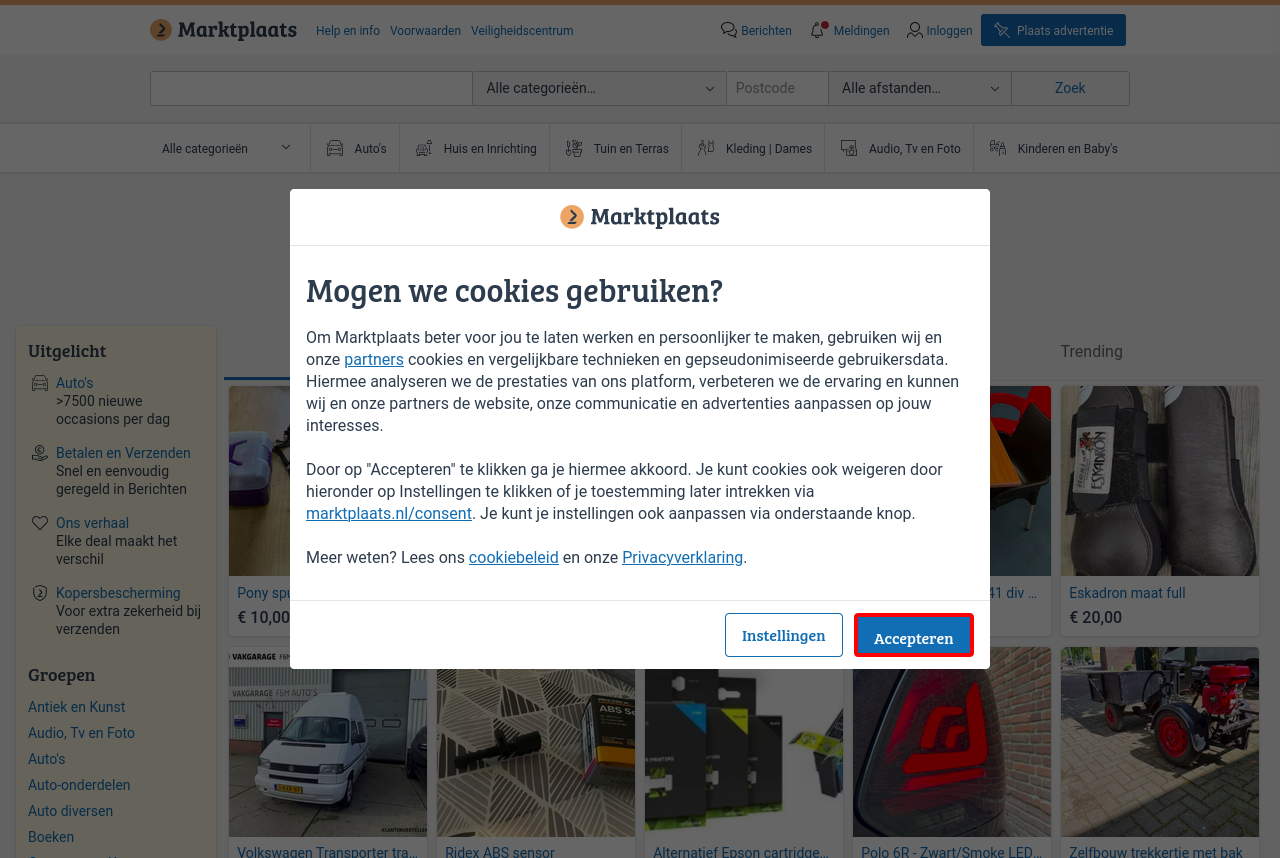 Marktplaats
Help en info Voorwaarden Veiligheidscentrum
Berichten Meldingen Inloggen Plaats advertentie
Alle categorieën… Postcode Alle afstanden… Zoek
Alle categorieën Auto's Huis en Inrichting Tuin en Terras Kleding | Dames Audio, Tv en Foto Kinderen en Baby's
Marktplaats
Mogen we cookies gebruiken?
Om Marktplaats beter voor jou te laten werken en persoonlijker te maken, gebruiken wij en
onze partners cookies en vergelijkbare technieken en gepseudonimiseerde gebruikersdata.
Hiermee analyseren we de prestaties van ons platform, verbeteren we de ervaring en kunnen
wij en onze partners de website, onze communicatie en advertenties aanpassen op jouw
interesses.
Door op "Accepteren" te klikken ga je hiermee akkoord. Je kunt cookies ook weigeren door
hieronder op Instellingen te klikken of je toestemming later intrekken via
marktplaats.nl/consent. Je kunt je instellingen ook aanpassen via onderstaande knop.
Meer weten? Lees ons cookiebeleid en onze Privacyverklaring.
Instellingen Accepteren
Uitgelicht
Auto's
>7500 nieuwe
occasions per dag
Betalen en Verzenden
Snel en eenvoudig
geregeld in Berichten
Ons verhaal
Elke deal maakt het
verschil
Kopersbescherming
Voor extra zekerheid bij
verzenden
Groepen
Antiek en Kunst
Audio, Tv en Foto
Auto's
Auto-onderdelen
Auto diversen
Boeken
Trending
ESKADRON
Pony
€ 10,00
41 div ...
Eskadron maat full
€ 20,00
VAKGARAGE F&M AUTO'S
ABS
Volkswagen Transporter tra...
Ridex ABS sensor
Alternatief Epson cartridge...
Polo 6R - Zwart/Smoke LED...
Zelfbouw trekkertje met bak